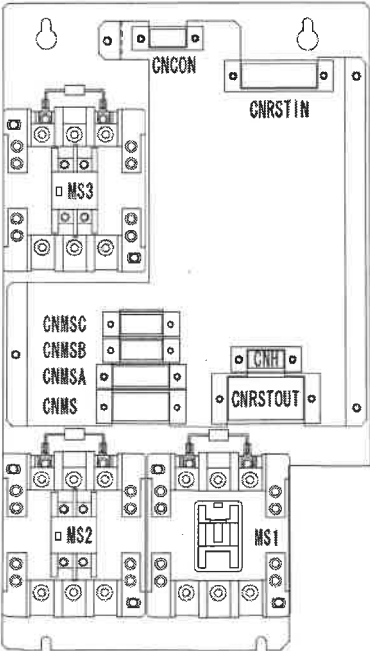 CNCON
CNRSTIN
MS3
CNMSC
CNMSB
CNH
CNMSA
CNRSTOUT
CNMS
MS2
MS1